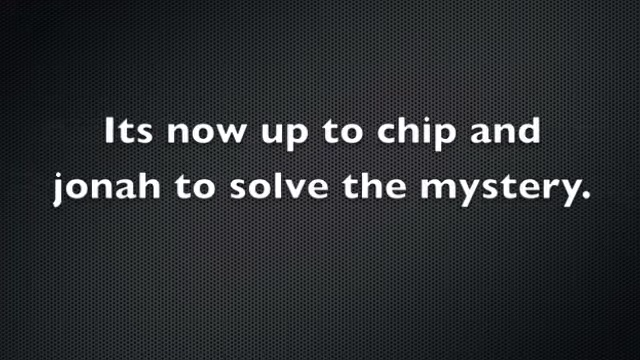 Its now up to chip and
jonah to solve the mystery.